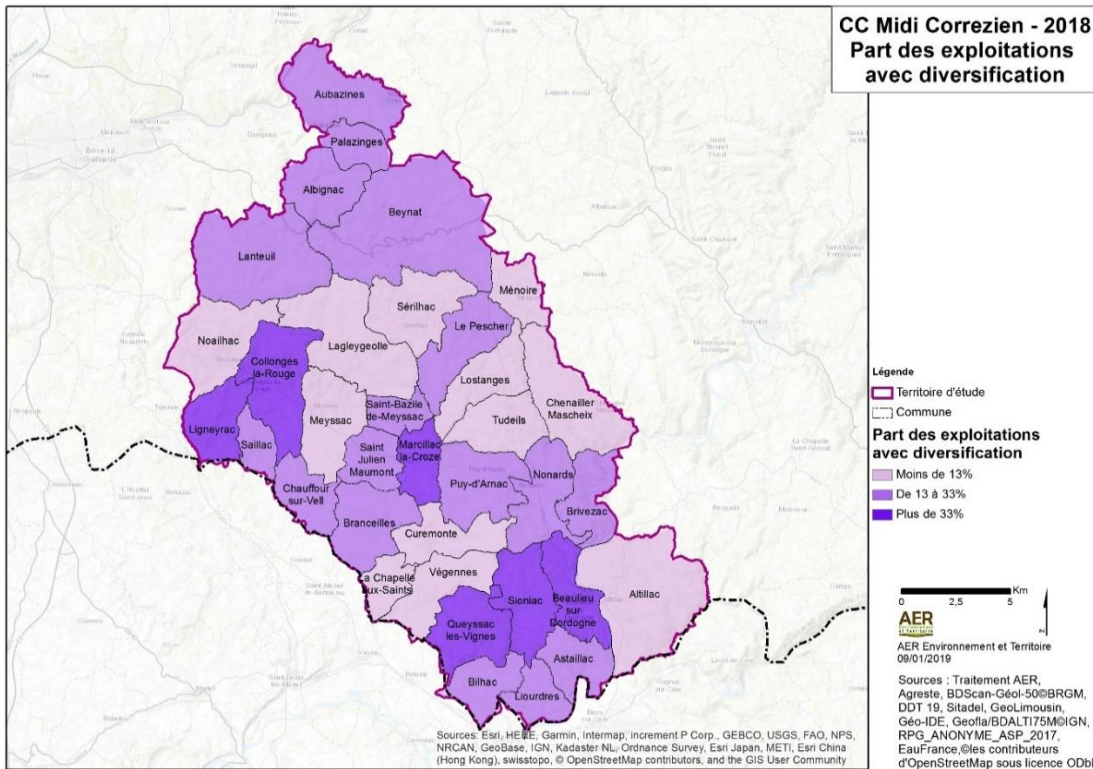 CC Midi Correzien - 2018
Part des exploitations
avec diversification
Aubazines
Palazinges
Albignac
Beynat
Lanteuil
Ménoire
Sérilhac
Le Pescher
Noailhac
Lagleygeolle
Collonges
la-Rouge
Lostanges
Chenailler
Mascheix
Saint-Bazile
de-Meyssac
Meyssac
Tudeils
Ligneyrac
Saillac
Marcillac
la-Croze
Saint
Julien
Maumont
Nonards
Puy-d'Arnac
Chauffour
sur-Vell
Brivezac
Branceilles
Curemonte
Végennes
La Chapelle
aux-Saints
Sioniac
Beaulieu
sur
Dordogne
Altillac
Queyssac
les-Vignes
Astaillac
Bilhac
Liourdres
Légende
Territoire d'étude
Commune
Part des exploitations
avec diversification
Moins de 13%
De 13 à 33%
Plus de 33%
Km
0 2,5 5
AER
AER Environnement et Territoire
09/01/2019
Sources : Traitement AER,
Agreste, BDScan-Géol-50©BRGM,
DDT 19, Sitadel, GeoLimousin,
Géo-IDE, Geofla/BDALTI75M©IGN,
RPG_ANONYME_ASP_2017,
EauFrance,©les contributeurs
d'OpenStreetMap sous licence ODbl
Sources: Esri, HERE, Garmin, Intermap, increment P Corp., GEBCO, USGS, FAO, NPS,
NRCAN, GeoBase, IGN, Kadaster NL, Ordnance Survey, Esri Japan, METI, Esri China
(Hong Kong), swisstopo, © OpenStreetMap contributors, and the GIS User Community